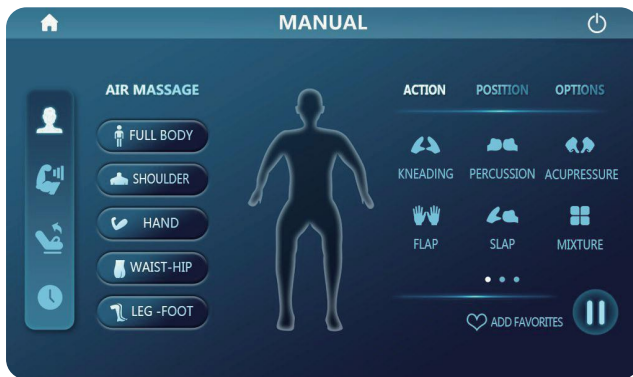 MANUAL
AIR MASSAGE
FULL BODY
SHOULDER
HAND
WAIST-HIP
LEG -FOOT
ACTION POSITION OPTIONS
KNEADING PERCUSSION ACUPRESSURE
FLAP SLAP MIXTURE
ADD FAVORITES